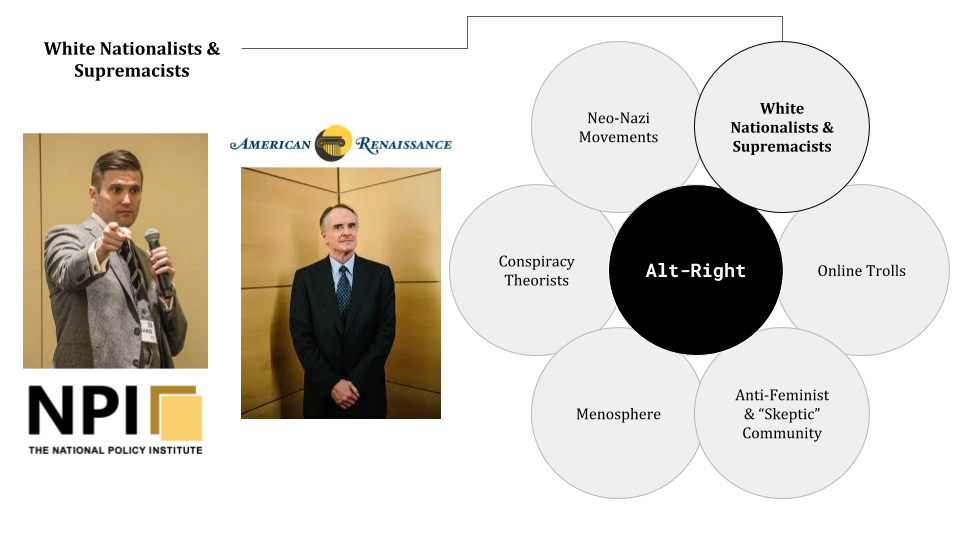 White Nationalists &
Supremacists
AMERICAN RENAISSANCE
NPI
THE NATIONAL POLICY INSTITUTE
Neo-Nazi
Movements
White
Nationalists &
Supremacists
Conspiracy
Theorists
Alt-Right
Online Trolls
Menosphere
Anti-Feminist
& “Skeptic”
Community